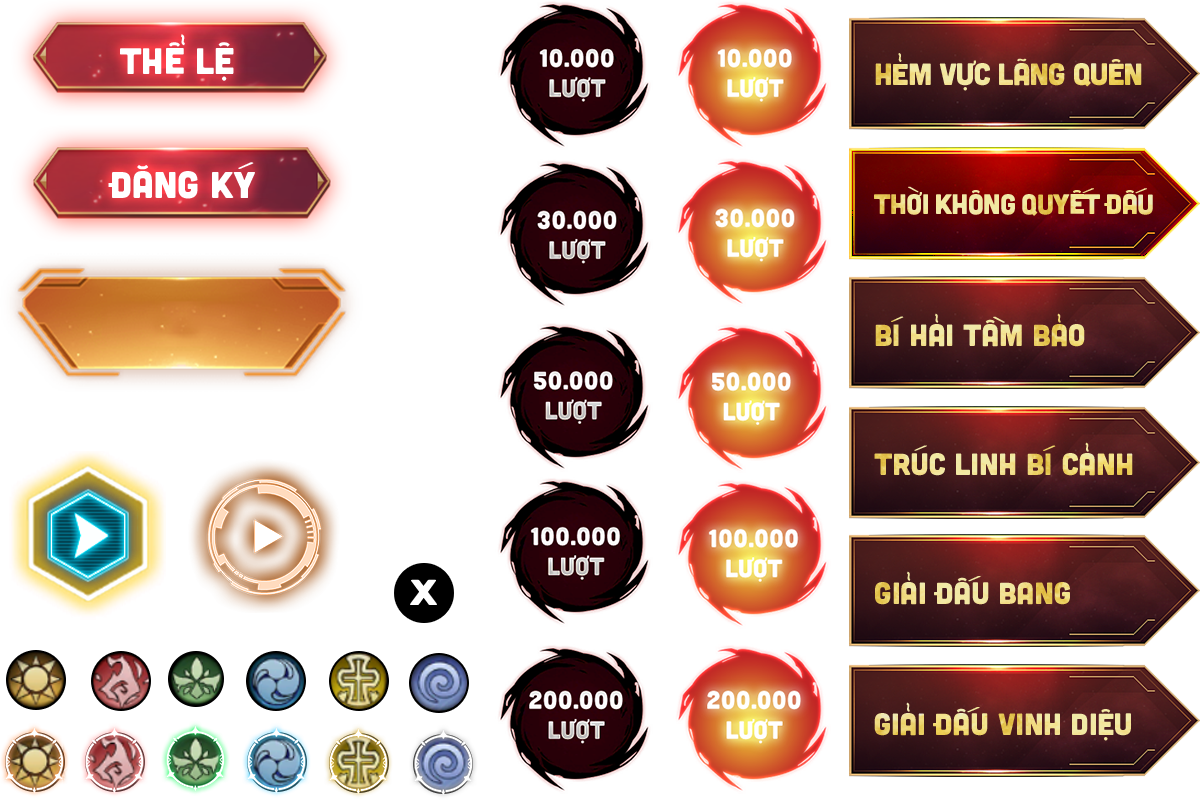 THỂ LỆ
ĐĂNG KÝ
X
10.000
LƯỢT
10.000
LƯỢT
30.000
LƯỢT
30.000
LƯỢT
50.000
LƯỢT
50.000
LƯỢT
100.000
LƯỢT
100.000
LƯỢT
200.000
LƯỢT
200.000
LƯỢT
HẺM VỰC LÃNG QUÊN
THỜI KHÔNG QUYẾT ĐẤU
BÍ HẢI TẦM BẢO
TRÚC LINH BÍ CẢNH
GIẢI ĐẤU BANG
GIẢI ĐẤU VINH DIỆU